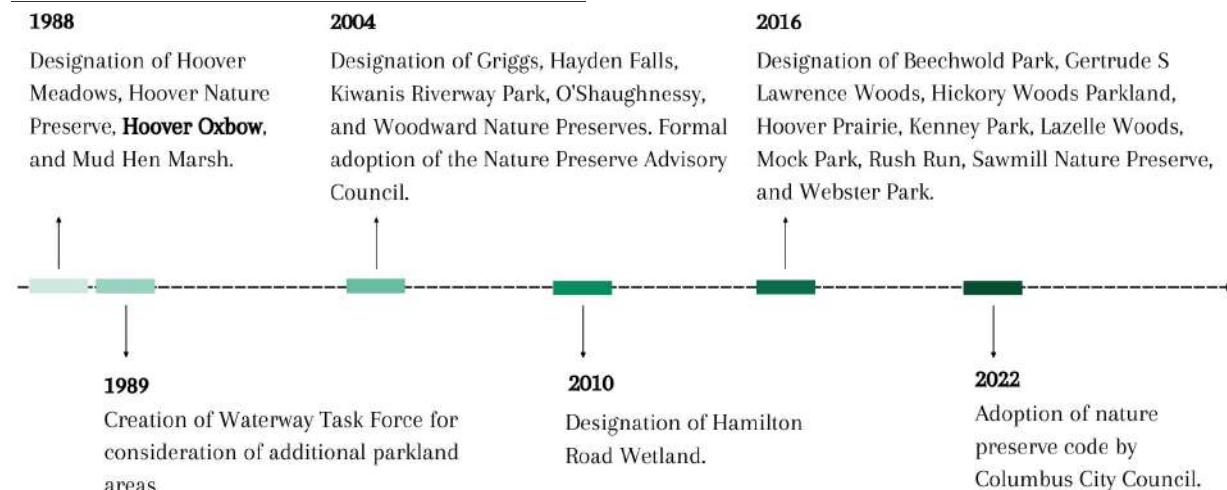 1988
Designation of Hoover
Meadows, Hoover Nature
Preserve, Hoover Oxbow,
and Mud Hen Marsh.
2004
Designation of Griggs, Hayden Falls,
Kiwanis Riverway Park, O'Shaughnessy,
and Woodward Nature Preserves. Formal
adoption of the Nature Preserve Advisory
Council.
2016
Designation of Beechwold Park, Gertrude S
Lawrence Woods, Hickory Woods Parkland,
Hoover Prairie, Kenney Park, Lazelle Woods,
Mock Park, Rush Run, Sawmill Nature Preserve,
and Webster Park.
1989
Creation of Waterway Task Force for
consideration of additional parkland
areas
2010
Designation of Hamilton
Road Wetland.
2022
Adoption of nature
preserve code by
Columbus City Council.